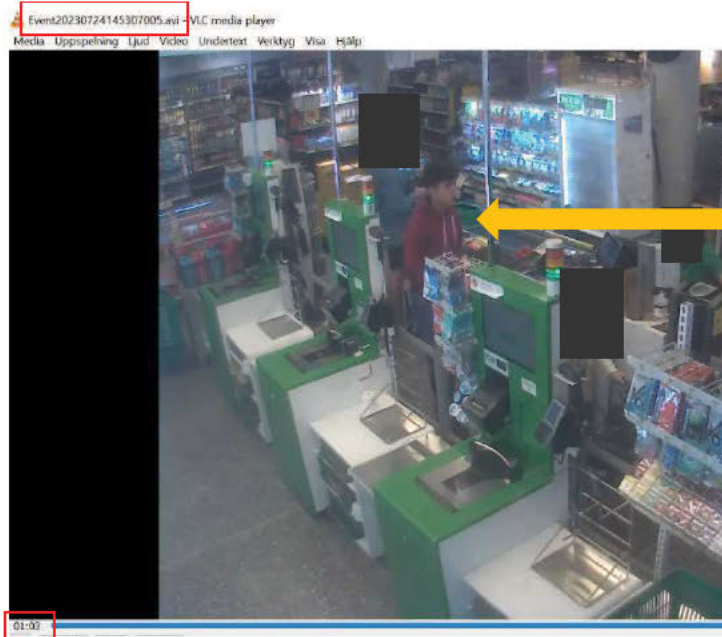 Event20230724145307005.avi - VLC media player
Media Uppspelning Ljud Video Undertext Verktyg Visa Hjälp
01:03